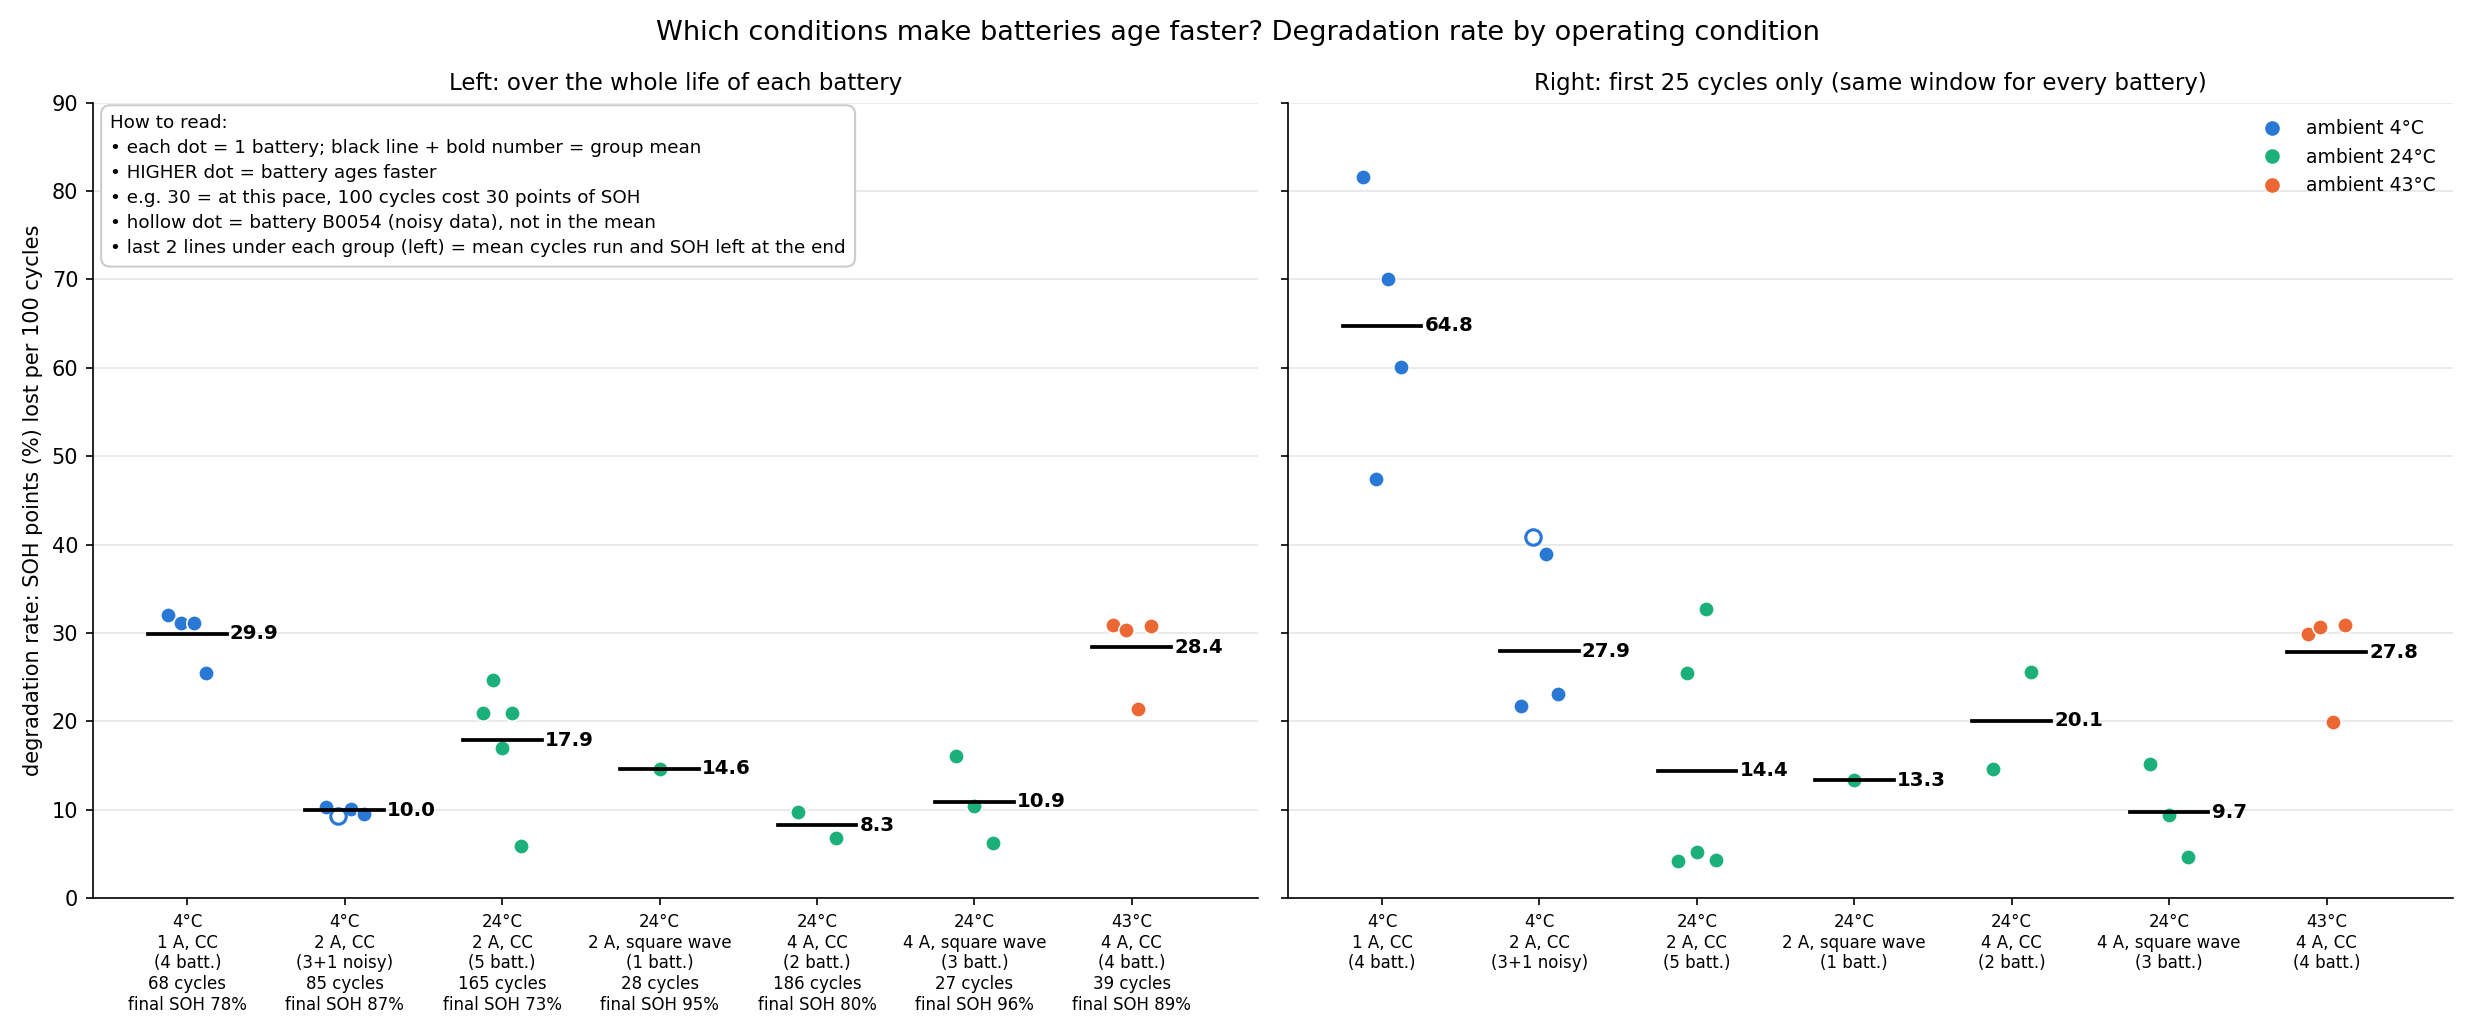 Which conditions make batteries age faster? Degradation rate by operating condition
Left: over the whole life of each battery
degradation rate: SOH points (%) lost per 100 cycles
90
80
70
60
50
40
30
20
10
0
How to read:
• each dot = 1 battery; black line + bold number = group mean
• HIGHER dot = battery ages faster
• e.g. 30 = at this pace, 100 cycles cost 30 points of SOH
• hollow dot = battery B0054 (noisy data), not in the mean
• last 2 lines under each group (left) = mean cycles run and SOH left at the end
29.9
10.0
17.9
14.6
8.3
10.9
28.4
4°C
1 A, CC
(4 batt.)
68 cycles
final SOH 78%
4°C
2 A, CC
(3+1 noisy)
85 cycles
final SOH 87%
24°C
2 A, CC
(5 batt.)
165 cycles
final SOH 73%
24°C
2 A, square wave
(1 batt.)
28 cycles
final SOH 95%
24°C
4 A, CC
(2 batt.)
186 cycles
final SOH 80%
24°C
4 A, square wave
(3 batt.)
27 cycles
final SOH 96%
43°C
4 A, CC
(4 batt.)
39 cycles
final SOH 89%
Right: first 25 cycles only (same window for every battery)
ambient 4°C
ambient 24°C
ambient 43°C
64.8
27.9
14.4
13.3
20.1
9.7
27.8
4°C
1 A, CC
(4 batt.)
4°C
2 A, CC
(3+1 noisy)
24°C
2 A, CC
(5 batt.)
24°C
2 A, square wave
(1 batt.)
24°C
4 A, CC
(2 batt.)
24°C
4 A, square wave
(3 batt.)
43°C
4 A, CC
(4 batt.)